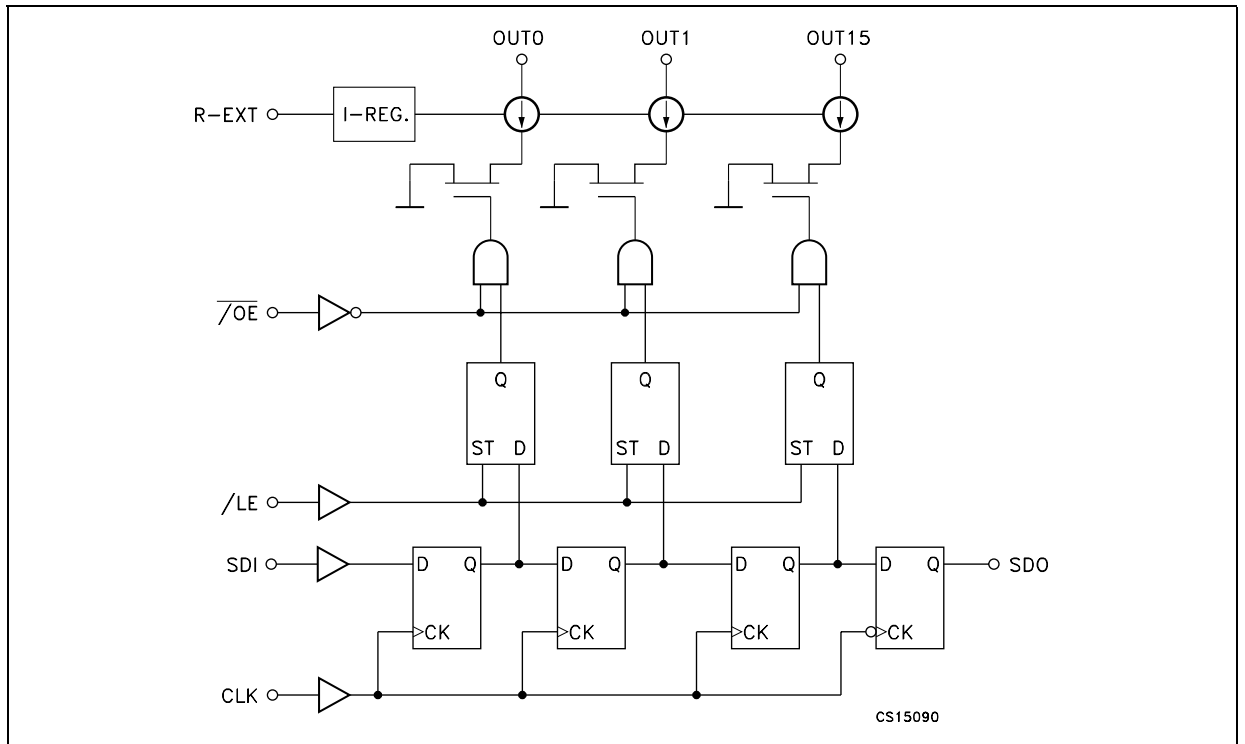 OUT0 OUT1 OUT15
R-EXT I-REG.
/OE
Q Q Q
ST D ST D ST D
/LE
SDI D Q D Q D Q D Q SDO
CK CK CK CK
CLK
CS15090